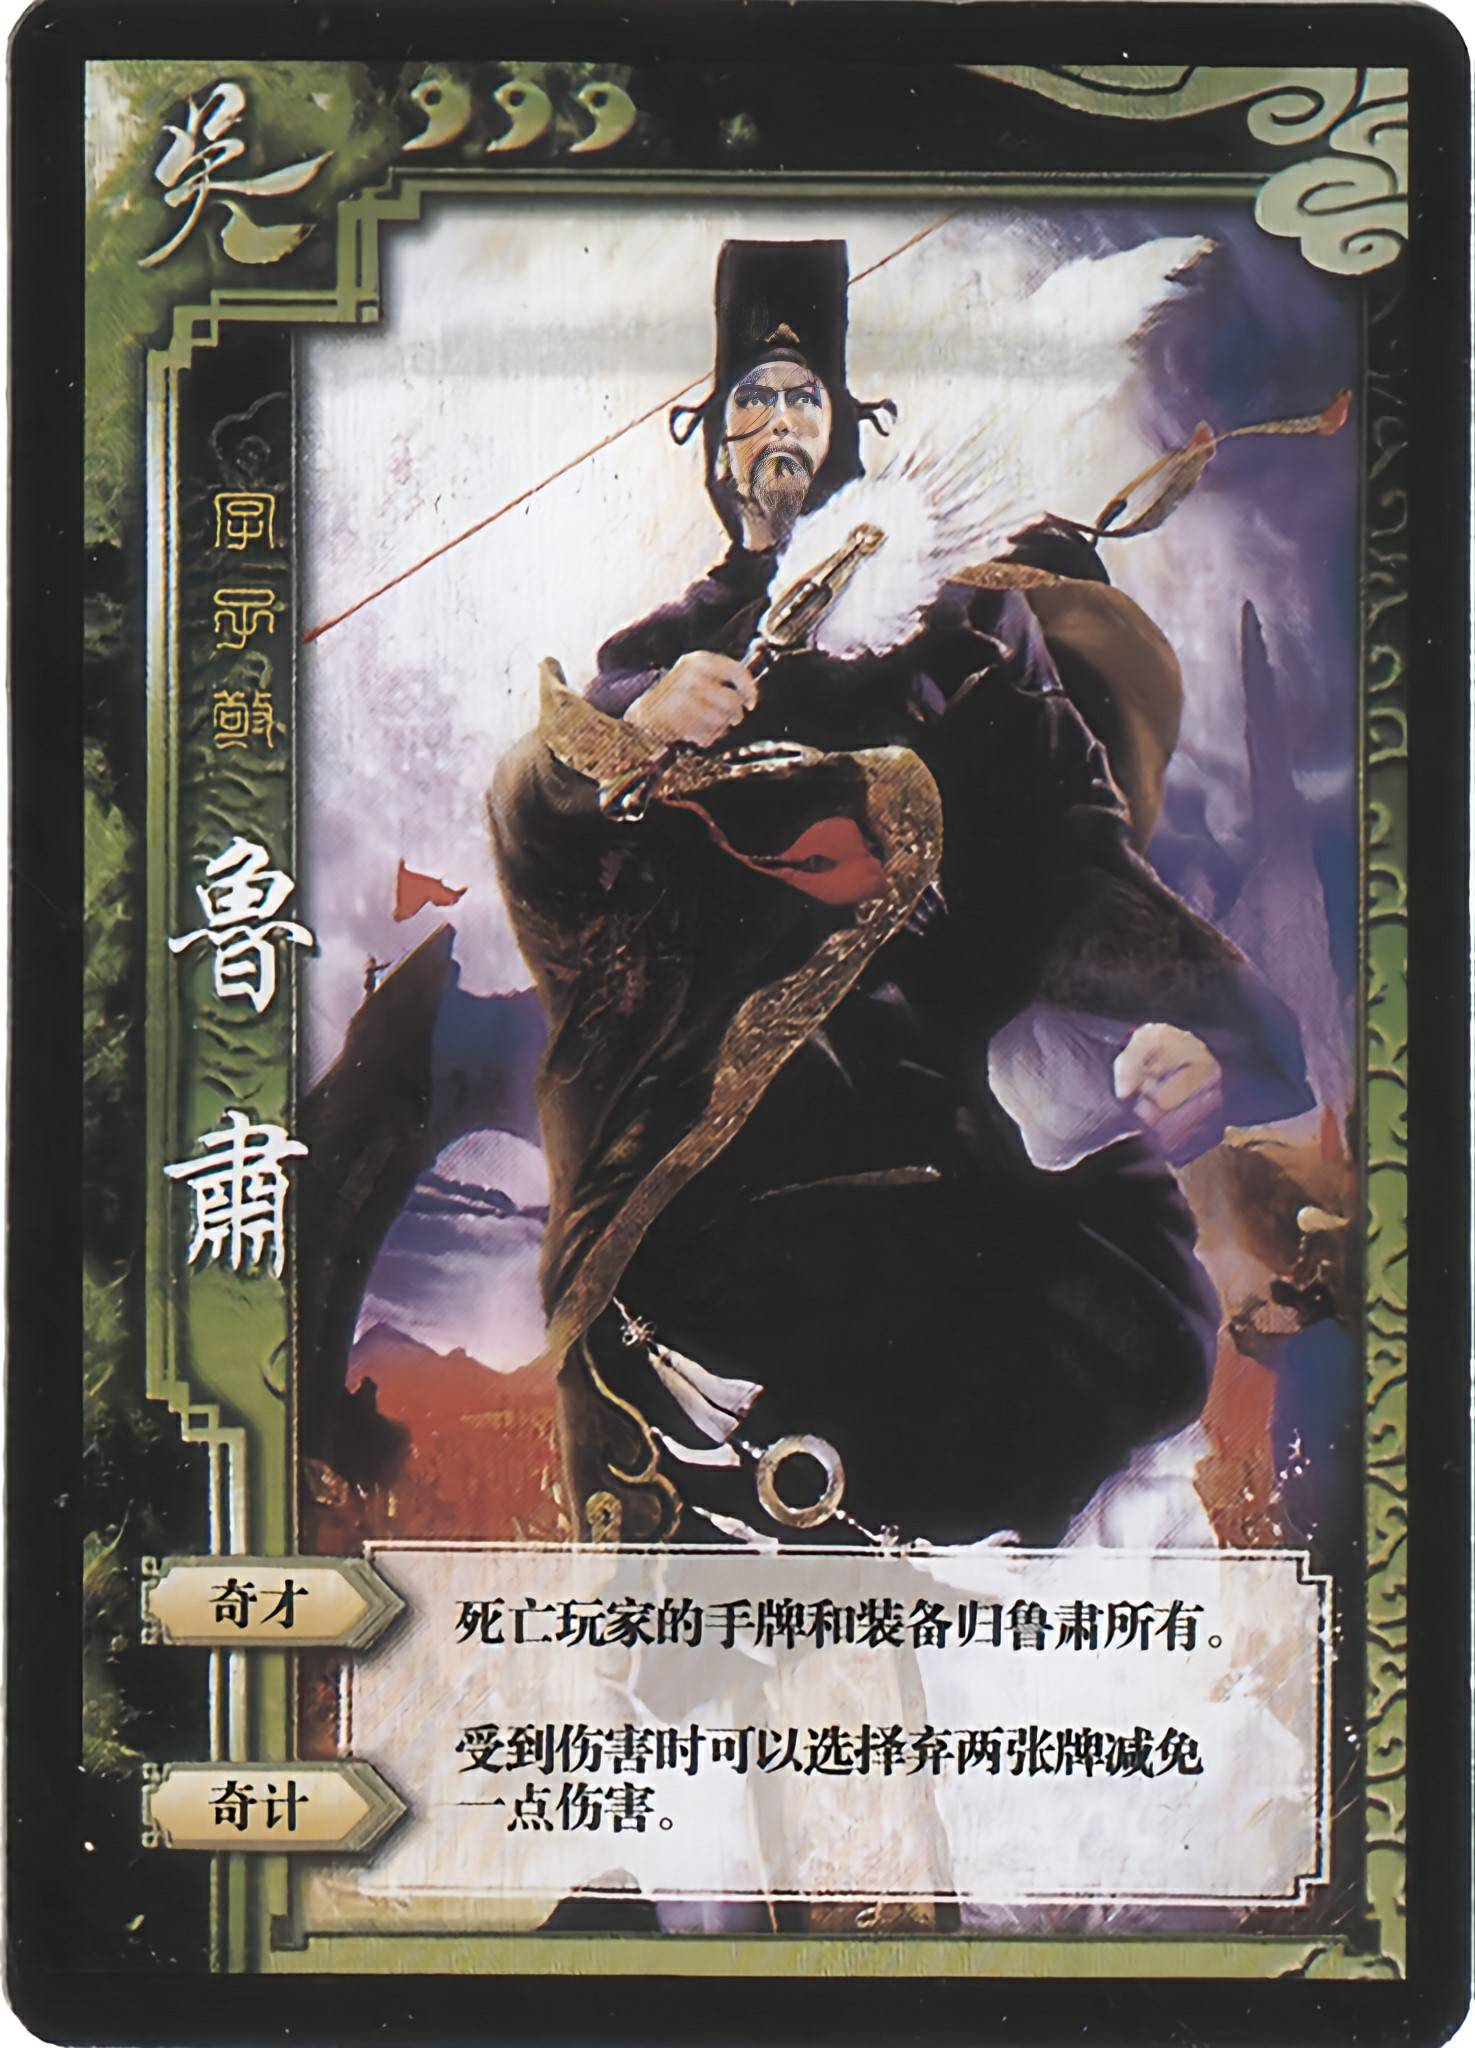 吴
字子敬
魯肅
奇才
死亡玩家的手牌和装备归鲁肃所有。
奇计
受到伤害时可以选择弃两张牌减免
一点伤害。